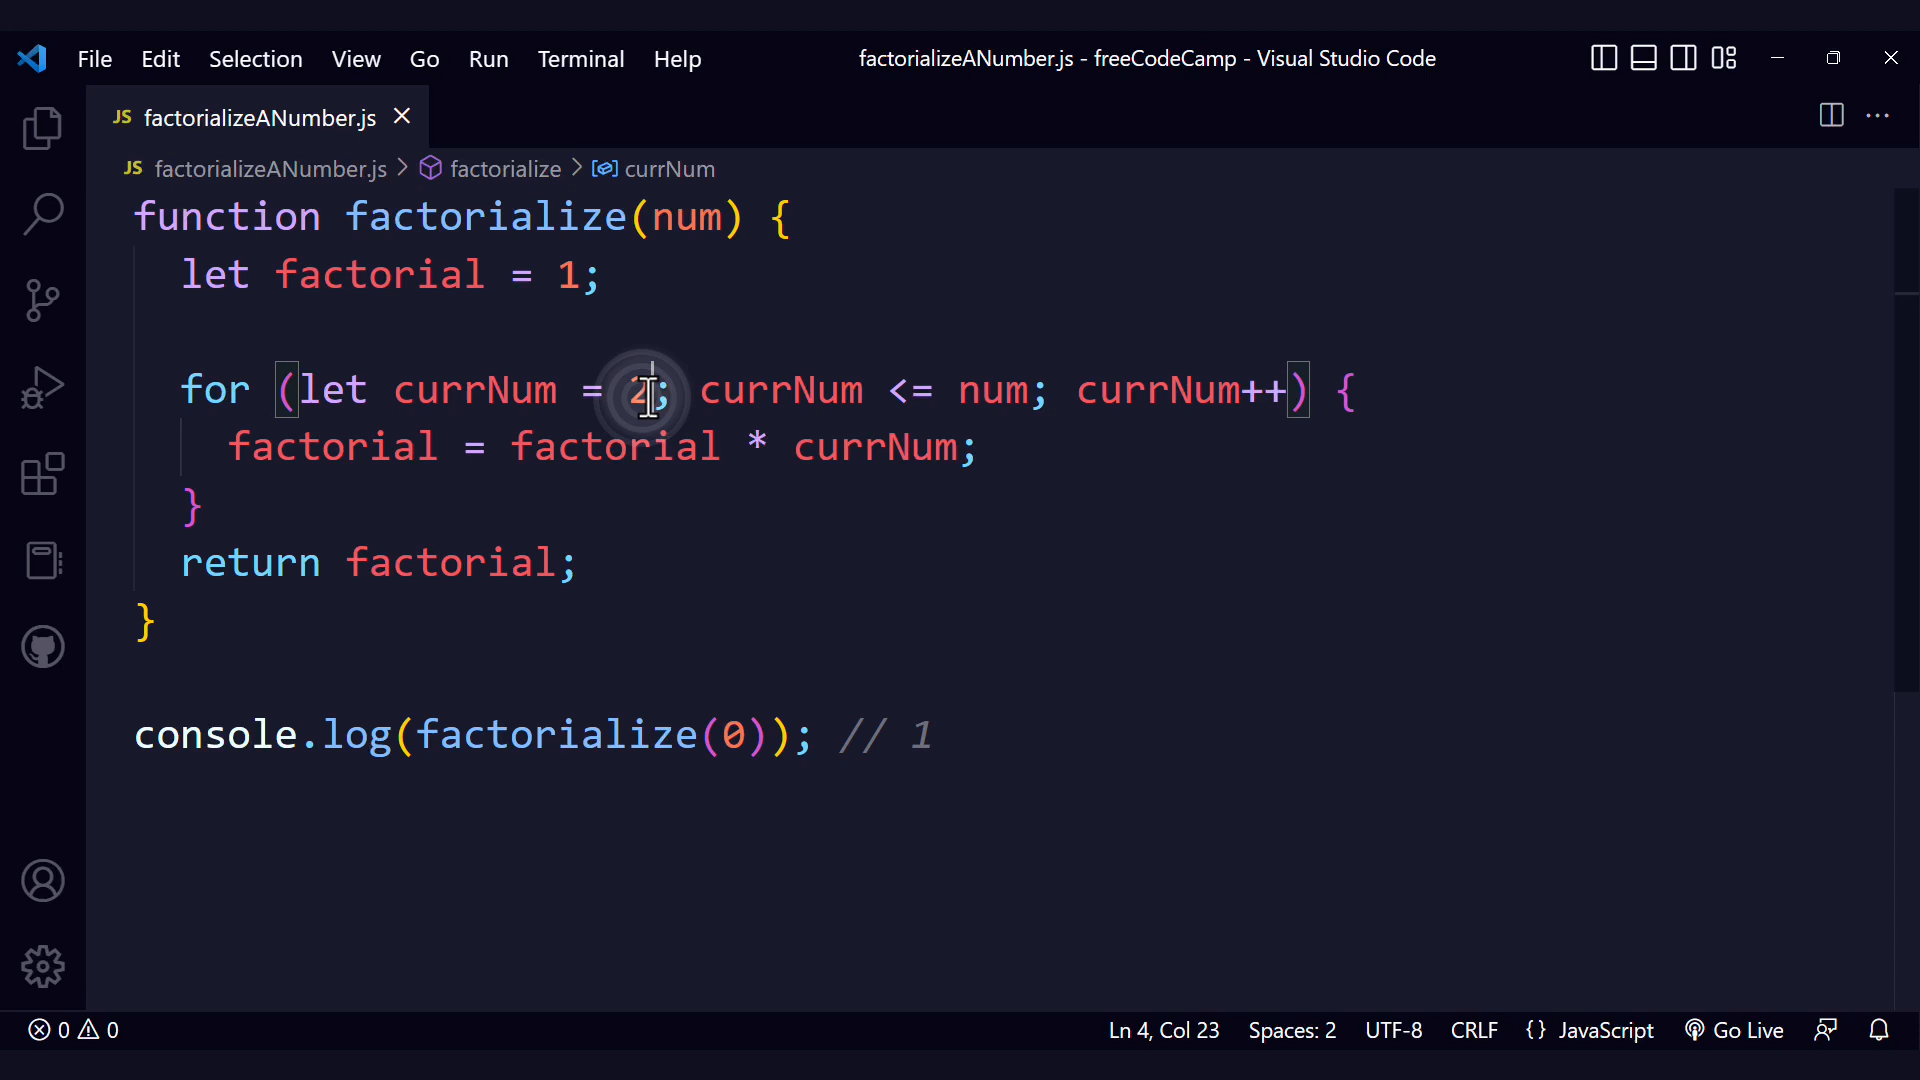 File Edit Selection View Go Run Terminal Help factorializeANumber.js - freeCodeCamp - Visual Studio Code
JS factorializeANumber.js
JS factorializeANumber.js > factorialize > currNum
function factorialize(num) {
let factorial = 1;
for (let currNum = 2; currNum <= num; currNum++) {
factorial = factorial * currNum;
}
return factorial;
}
console.log(factorialize(0)); // 1
0 0 Ln 4, Col 23 Spaces: 2 UTF-8 CRLF {} JavaScript Go Live